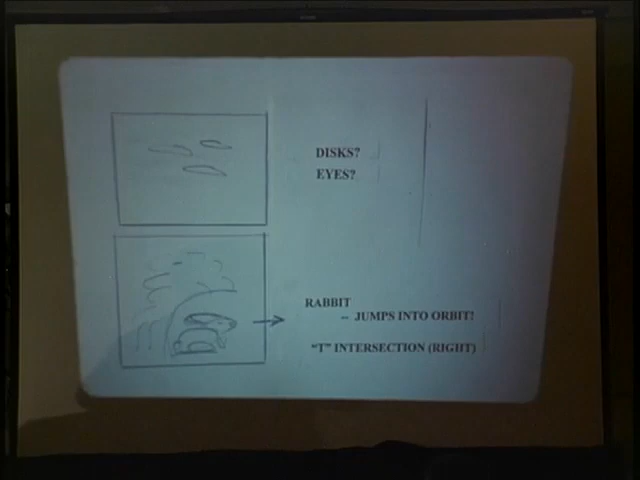 DISKS?
EYES?
RABBIT
-- JUMPS INTO ORBIT!
“T” INTERSECTION (RIGHT)